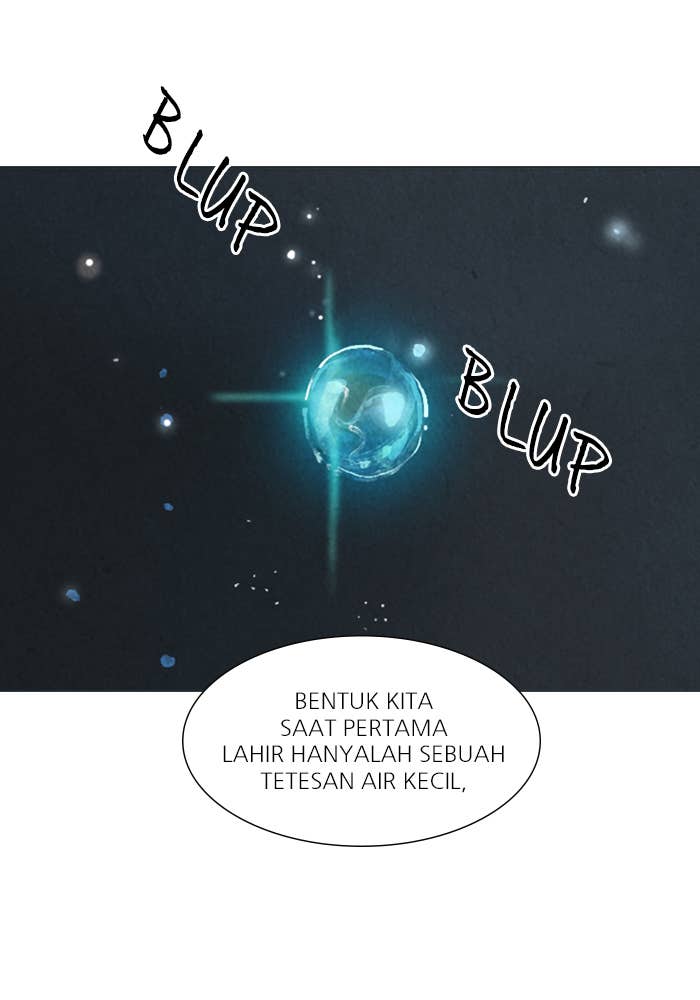 BLUP
BLUP
BENTUK KITA
SAAT PERTAMA
LAHIR HANYALAH SEBUAH
TETESAN AIR KECIL,